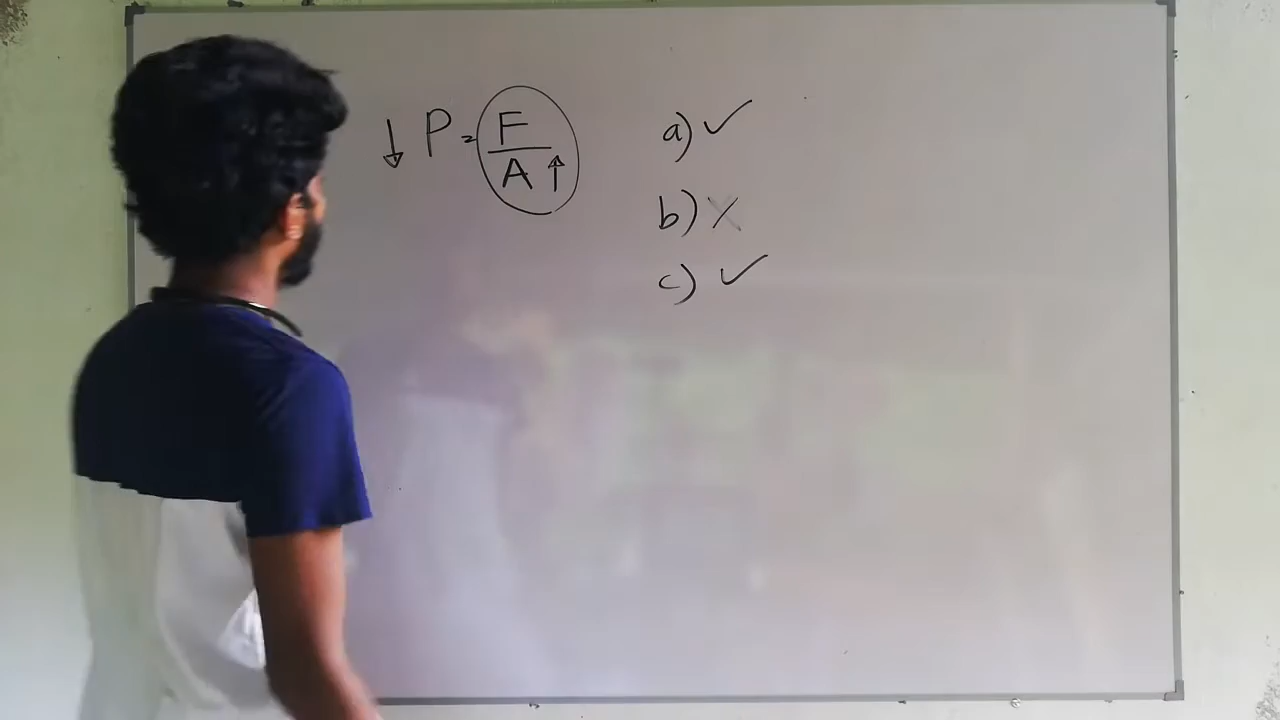 ↓ P = F/A ↑
a) ✓
b) ✗
c) ✓